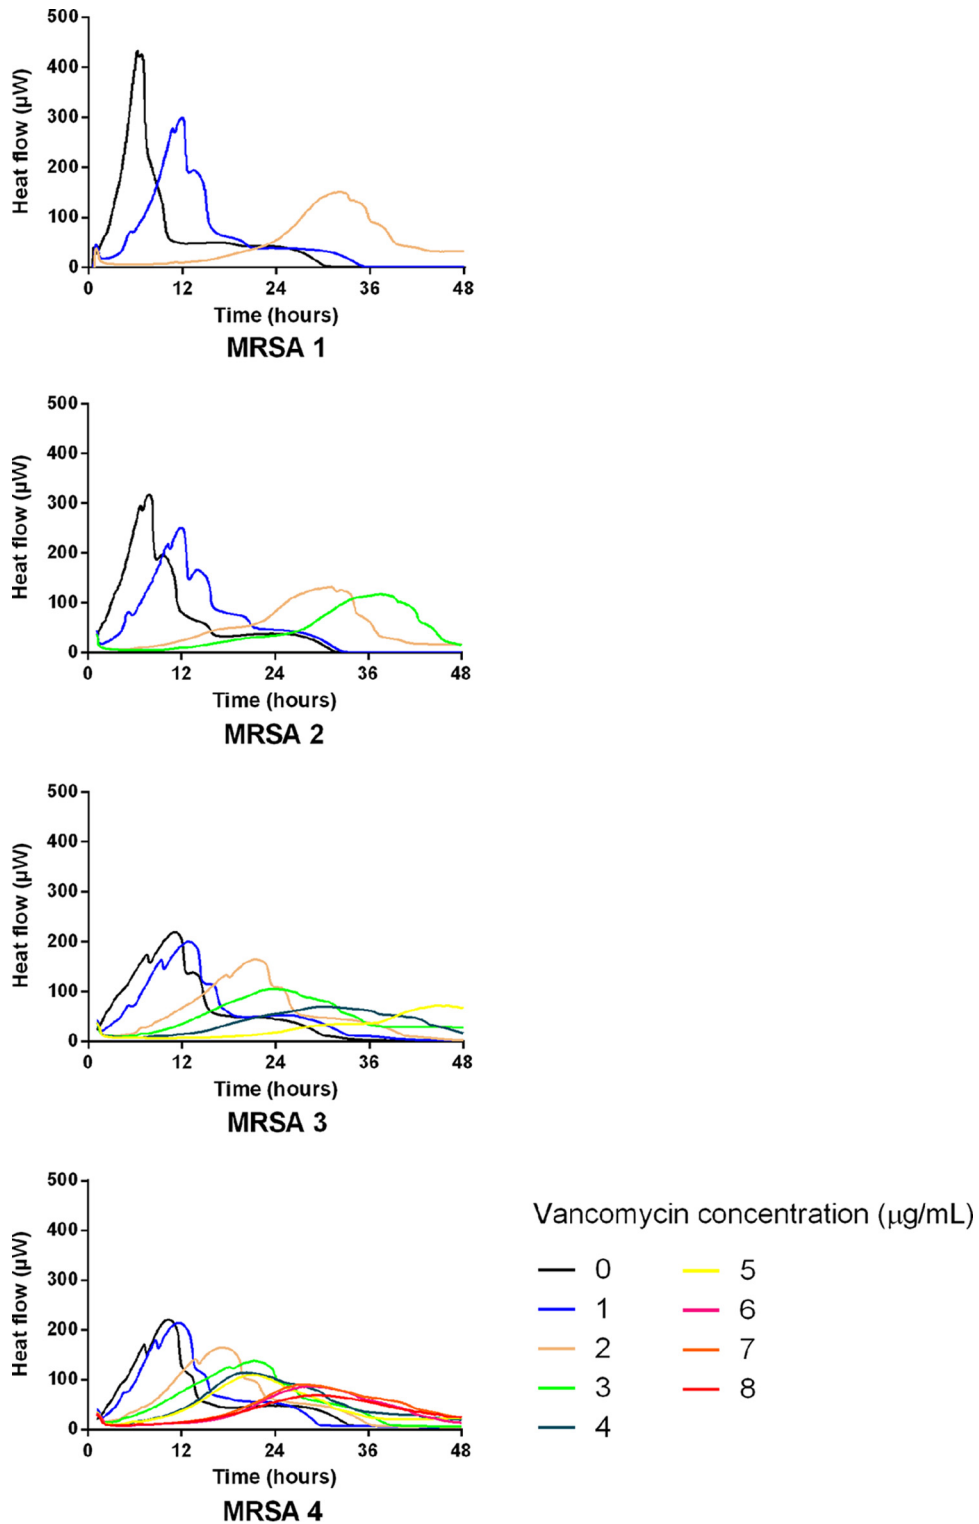 500
400
300
200
100
0
Heat flow (µW)
0 12 24 36 48
Time (hours)
MRSA 1
500
400
300
200
100
0
Heat flow (µW)
0 12 24 36 48
Time (hours)
MRSA 2
500
400
300
200
100
0
Heat flow (µW)
0 12 24 36 48
Time (hours)
MRSA 3
500
400
300
200
100
0
Heat flow (µW)
0 12 24 36 48
Time (hours)
MRSA 4
Vancomycin concentration (µg/mL)
0 5
1 6
2 7
3 8
4